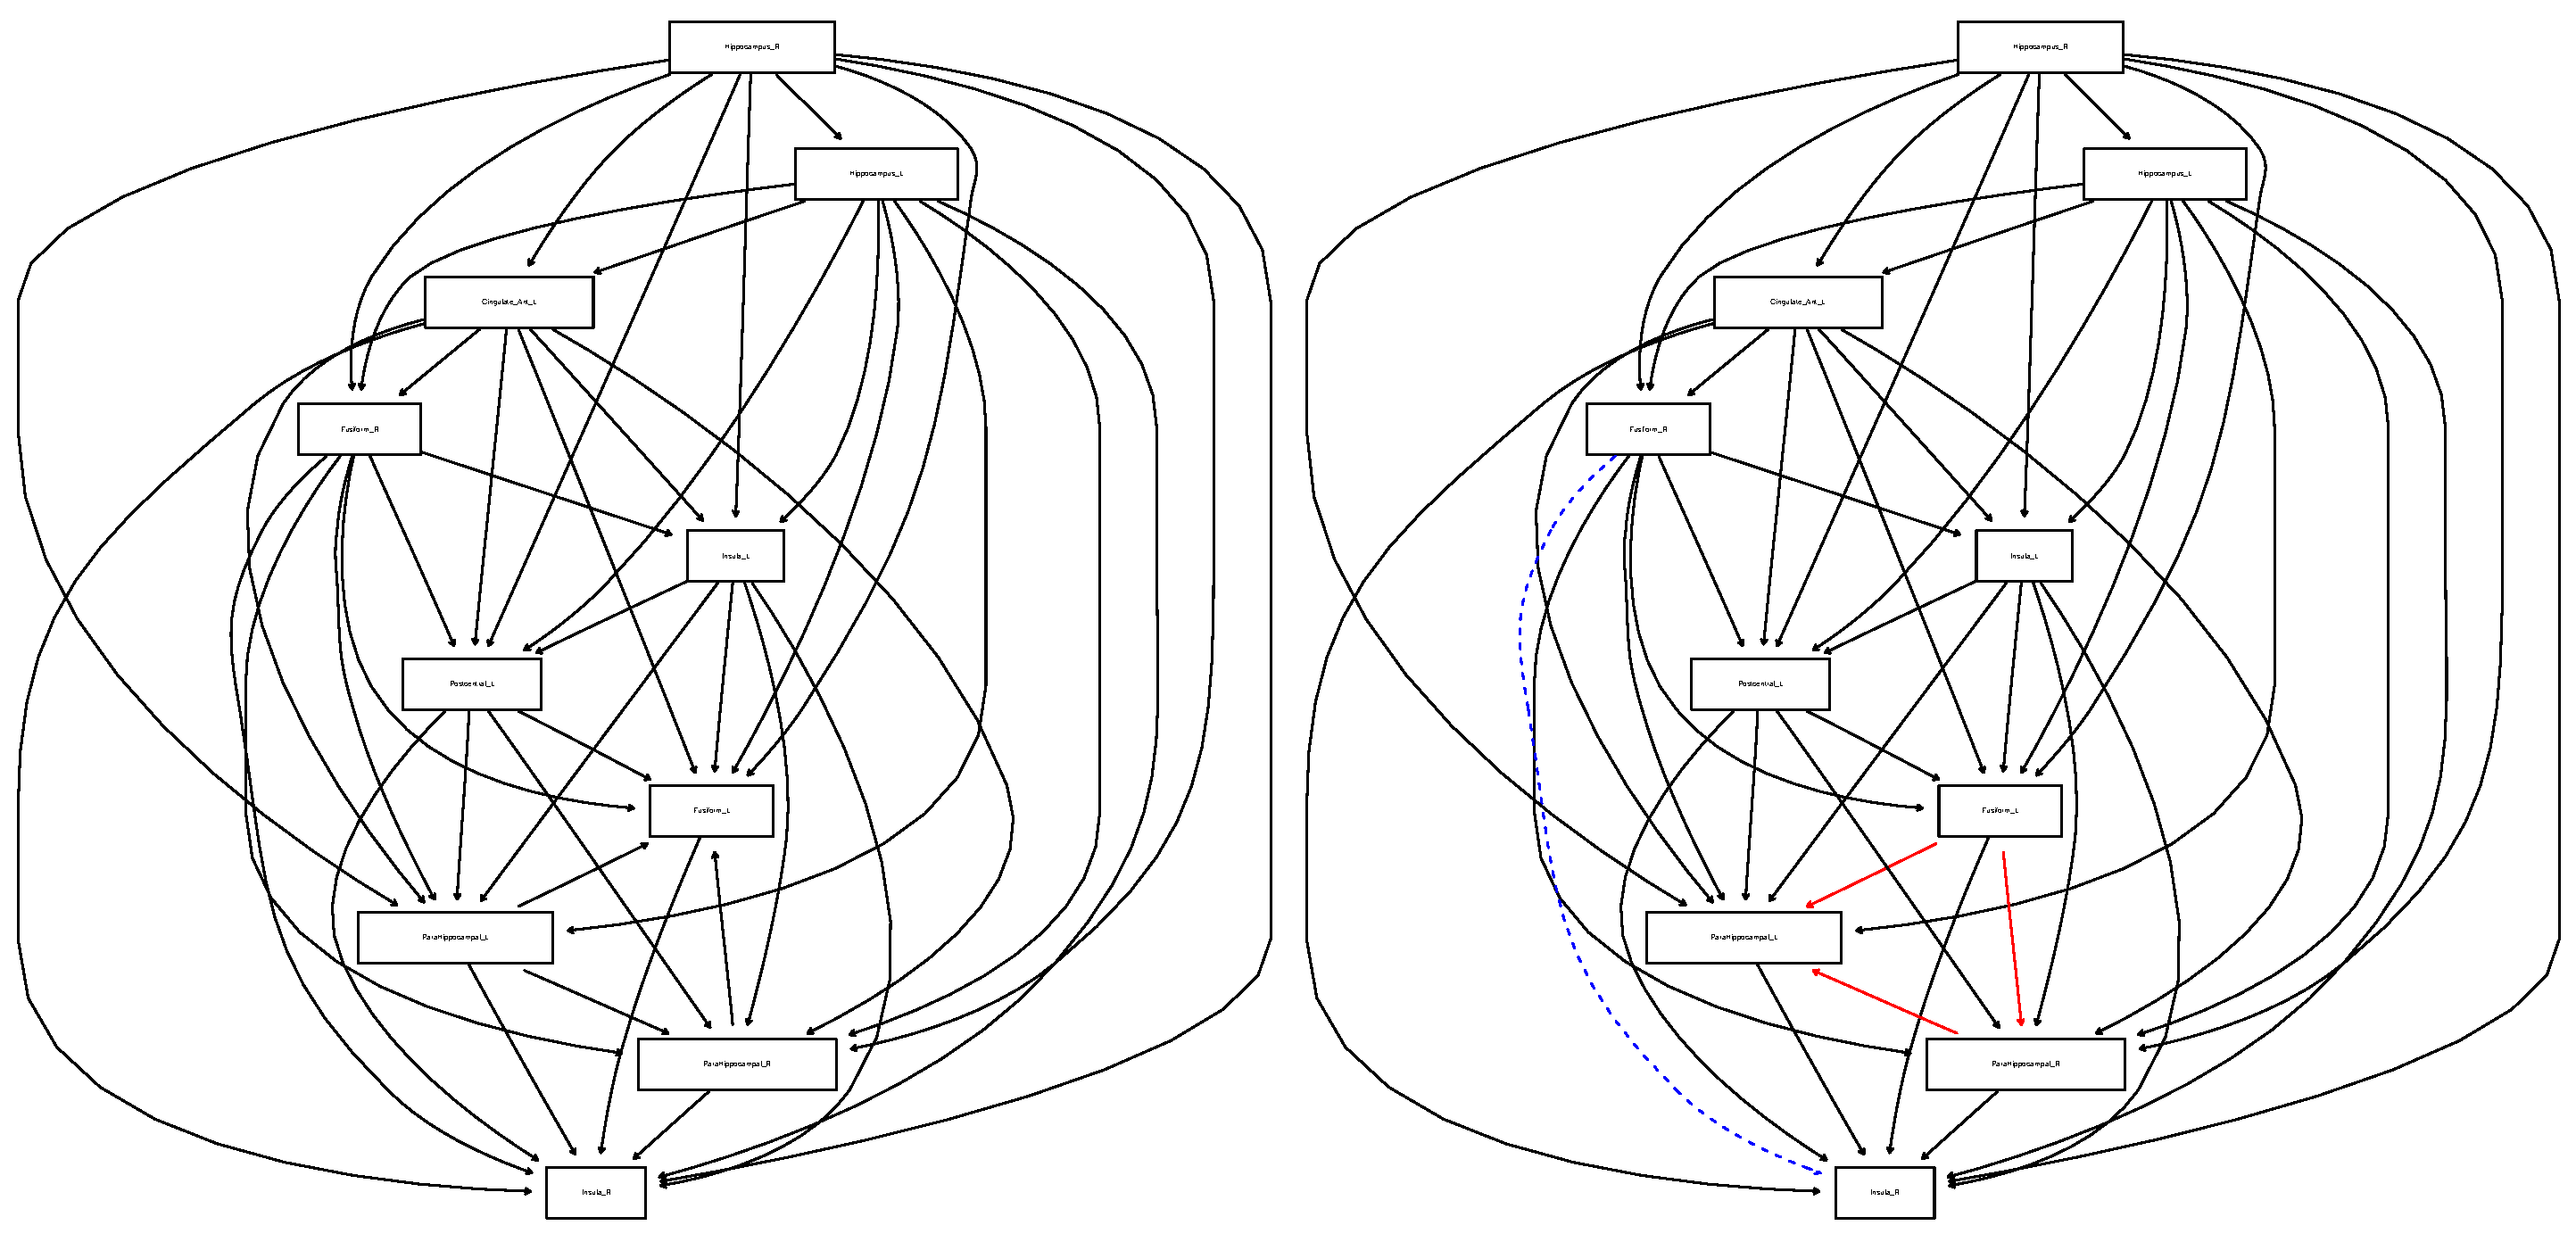 Hippocampus_R
Hippocampus_L
Cingulate_Ant_L
Fusiform_R
Insula_L
Postcentral_L
Fusiform_L
ParaHippocampal_L
ParaHippocampal_R
Insula_R
Hippocampus_R
Hippocampus_L
Cingulate_Ant_L
Fusiform_R
Insula_L
Postcentral_L
Fusiform_L
ParaHippocampal_L
ParaHippocampal_R
Insula_R